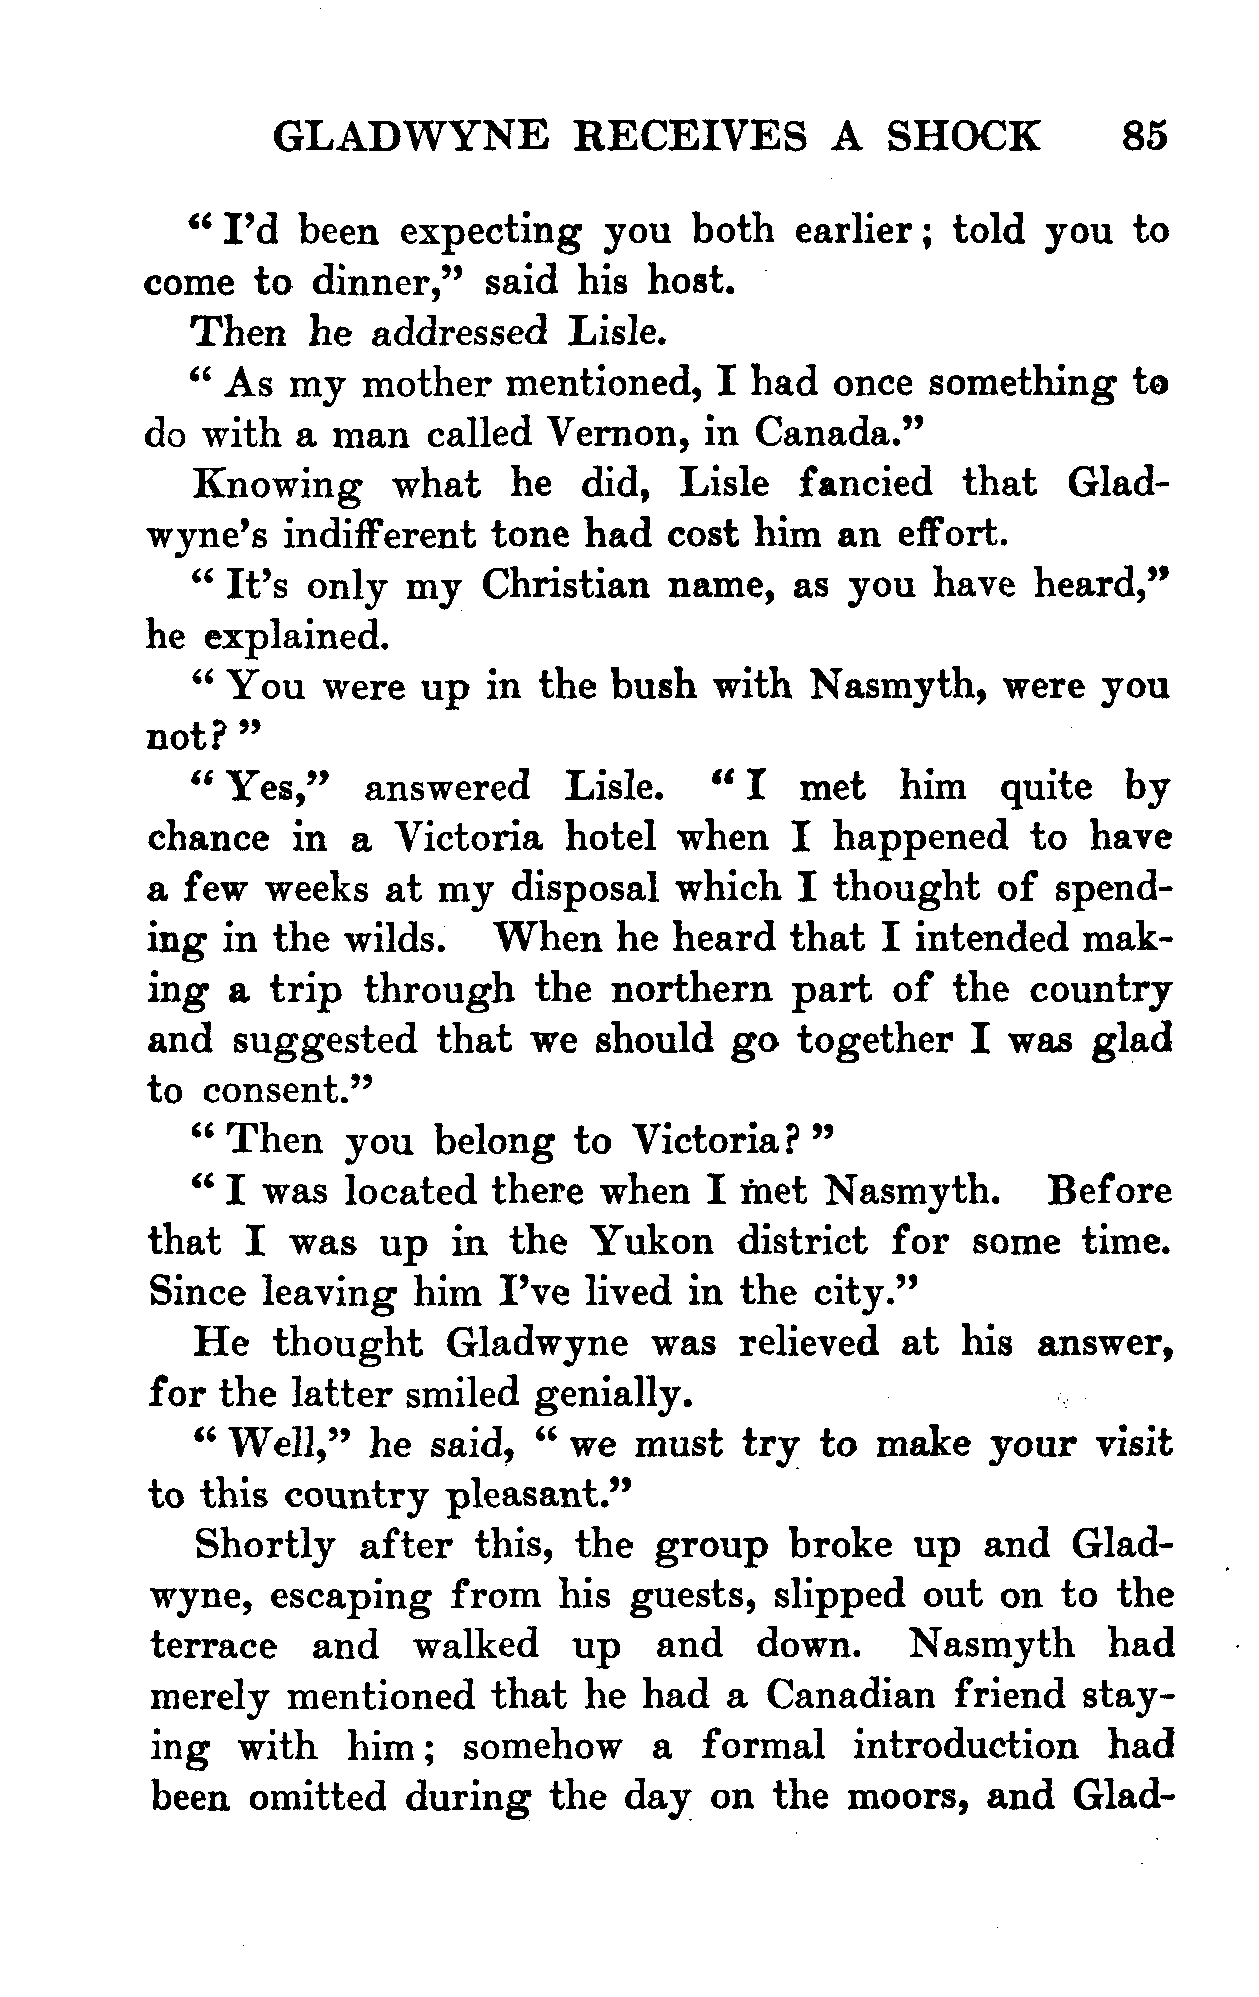 GLADWYNE RECEIVES A SHOCK 85
“ I’d been expecting you both earlier; told you to
come to dinner,” said his host.
Then he addressed Lisle.
“ As my mother mentioned, I had once something to
do with a man called Vernon, in Canada.”
Knowing what he did, Lisle fancied that Glad-
wyne’s indifferent tone had cost him an effort.
“ It’s only my Christian name, as you have heard,”
he explained.
“ You were up in the bush with Nasmyth, were you
not? ”
“ Yes,” answered Lisle. “ I met him quite by
chance in a Victoria hotel when I happened to have
a few weeks at my disposal which I thought of spend-
ing in the wilds. When he heard that I intended mak-
ing a trip through the northern part of the country
and suggested that we should go together I was glad
to consent.”
“ Then you belong to Victoria? ”
“ I was located there when I met Nasmyth. Before
that I was up in the Yukon district for some time.
Since leaving him I’ve lived in the city.”
He thought Gladwyne was relieved at his answer,
for the latter smiled genially.
“ Well,” he said, “ we must try to make your visit
to this country pleasant.”
Shortly after this, the group broke up and Glad-
wyne, escaping from his guests, slipped out on to the
terrace and walked up and down. Nasmyth had
merely mentioned that he had a Canadian friend stay-
ing with him; somehow a formal introduction had
been omitted during the day on the moors, and Glad-